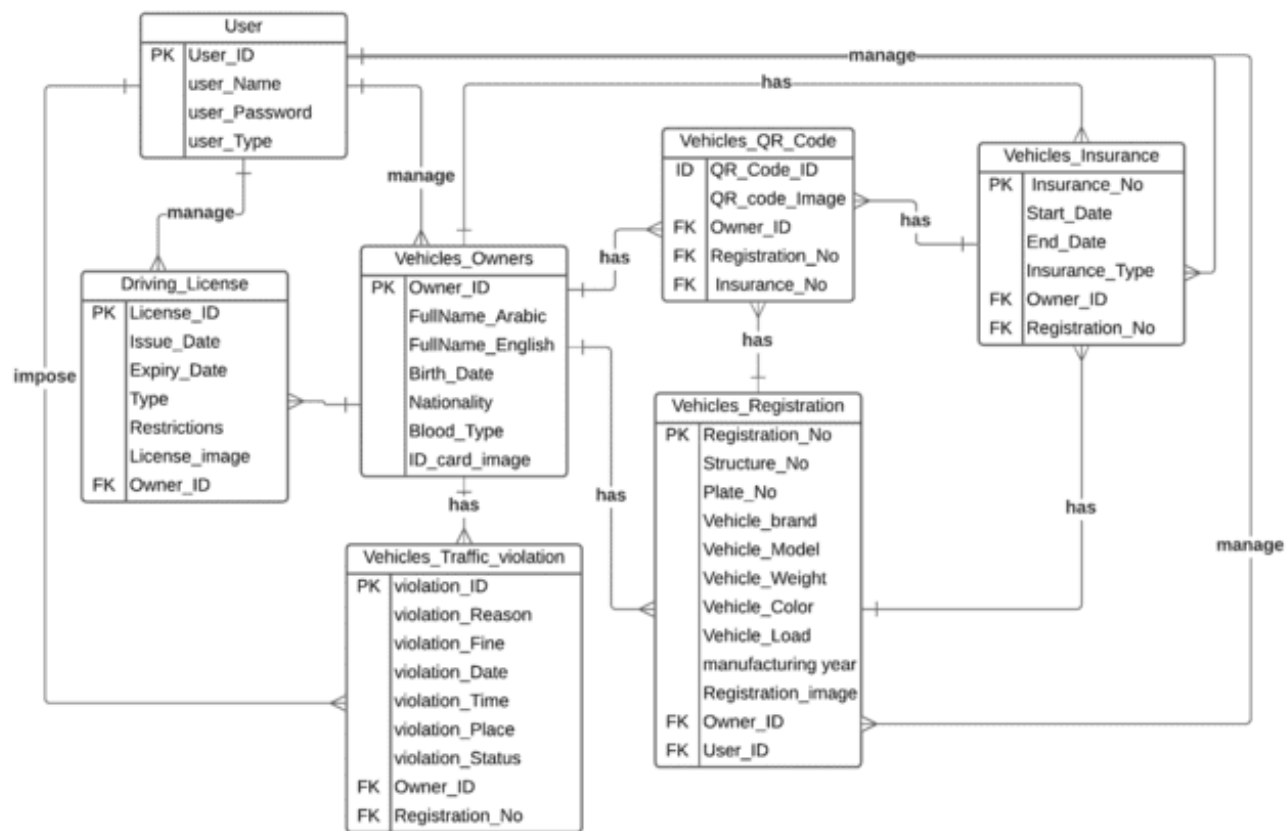 User
PK User_ID
user_Name
user_Password
user_Type
manage
has
manage
manage
impose
manage
Vehicles_QR_Code
ID QR_Code_ID
QR_code_Image
FK Owner_ID
FK Registration_No
FK Insurance_No
has
has
has
Vehicles_Insurance
PK Insurance_No
Start_Date
End_Date
Insurance_Type
FK Owner_ID
FK Registration_No
has
Driving_License
PK License_ID
Issue_Date
Expiry_Date
Type
Restrictions
License_image
FK Owner_ID
Vehicles_Owners
PK Owner_ID
FullName_Arabic
FullName_English
Birth_Date
Nationality
Blood_Type
ID_card_image
has
has
Vehicles_Registration
PK Registration_No
Structure_No
Plate_No
Vehicle_brand
Vehicle_Model
Vehicle_Weight
Vehicle_Color
Vehicle_Load
manufacturing year
Registration_image
FK Owner_ID
FK User_ID
Vehicles_Traffic_violation
PK violation_ID
violation_Reason
violation_Fine
violation_Date
violation_Time
violation_Place
violation_Status
FK Owner_ID
FK Registration_No